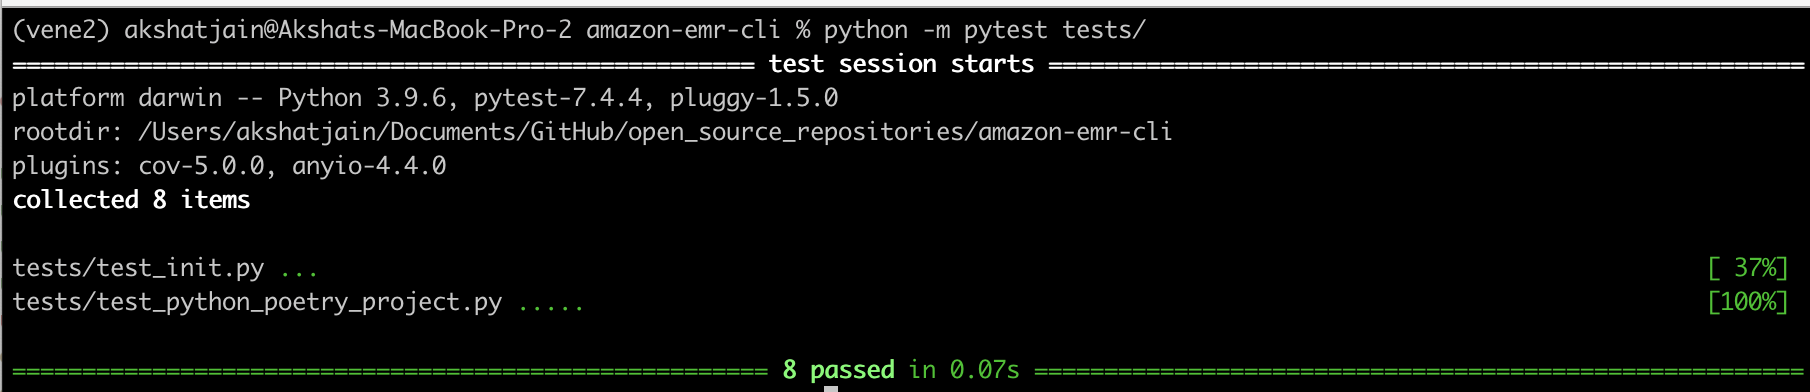 (vene2) akshatjain@Akshats-MacBook-Pro-2 amazon-emr-cli % python -m pytest tests/
===================================================== test session starts ======================================================
platform darwin -- Python 3.9.6, pytest-7.4.4, pluggy-1.5.0
rootdir: /Users/akshatjain/Documents/GitHub/open_source_repositories/amazon-emr-cli
plugins: cov-5.0.0, anyio-4.4.0
collected 8 items
tests/test_init.py ... [ 37%]
tests/test_python_poetry_project.py ..... [100%]
====================================================== 8 passed in 0.07s =======================================================